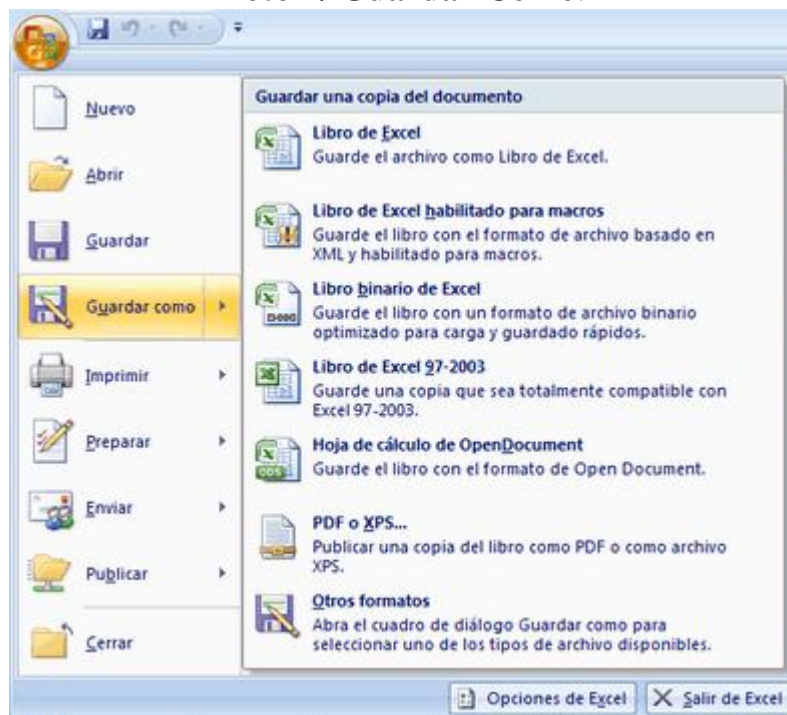 Nuevo
Abrir
Guardar
Guardar como
Imprimir
Preparar
Enviar
Publicar
Cerrar
Guardar una copia del documento
Libro de Excel
Guarde el archivo como Libro de Excel.
Libro de Excel habilitado para macros
Guarde el libro con el formato de archivo basado en
XML y habilitado para macros.
Libro binario de Excel
Guarde el libro con un formato de archivo binario
optimizado para carga y guardado rápidos.
Libro de Excel 97-2003
Guarde una copia que sea totalmente compatible con
Excel 97-2003.
Hoja de cálculo de OpenDocument
Guarde el libro con el formato de Open Document.
PDF o XPS...
Publicar una copia del libro como PDF o como archivo
XPS.
Otros formatos
Abra el cuadro de diálogo Guardar como para
seleccionar uno de los tipos de archivo disponibles.
Opciones de Excel
Salir de Excel